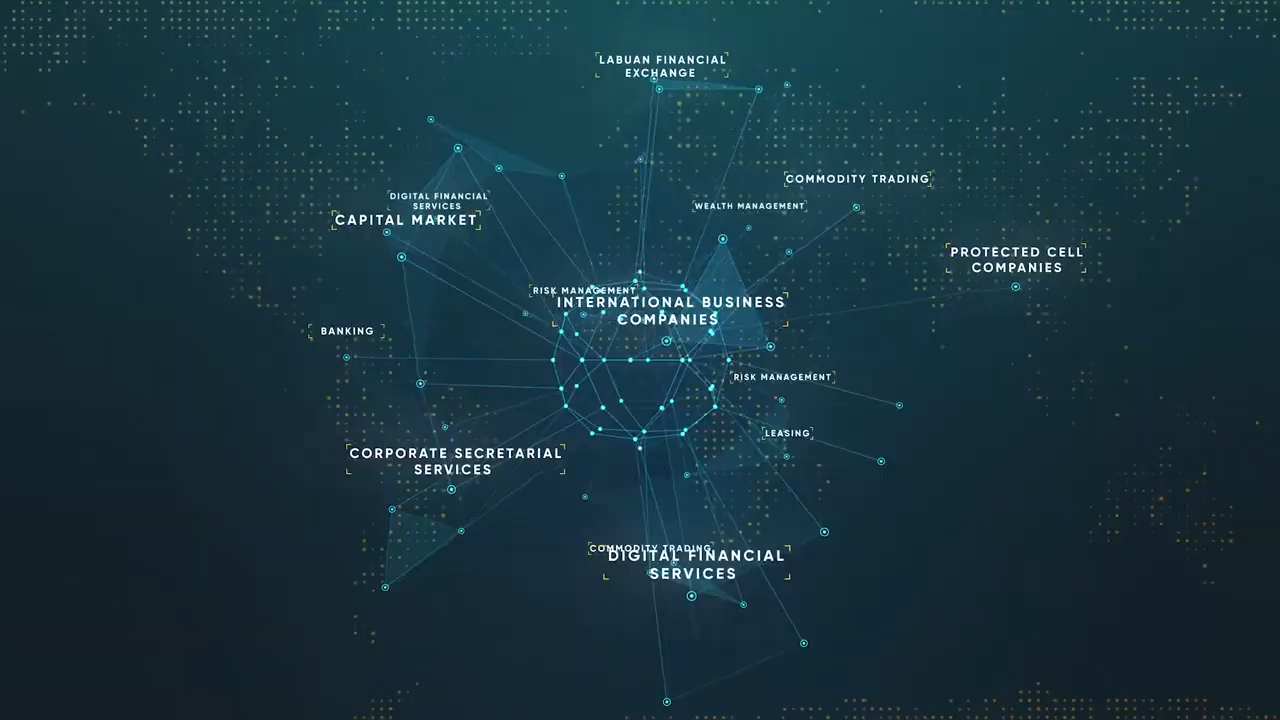 LABUAN FINANCIAL
EXCHANGE
COMMODITY TRADING
DIGITAL FINANCIAL
SERVICES
WEALTH MANAGEMENT
CAPITAL MARKET
PROTECTED CELL
COMPANIES
RISK MANAGEMENT
INTERNATIONAL BUSINESS
COMPANIES
BANKING
RISK MANAGEMENT
LEASING
CORPORATE SECRETARIAL
SERVICES
COMMODITY TRADING
DIGITAL FINANCIAL
SERVICES